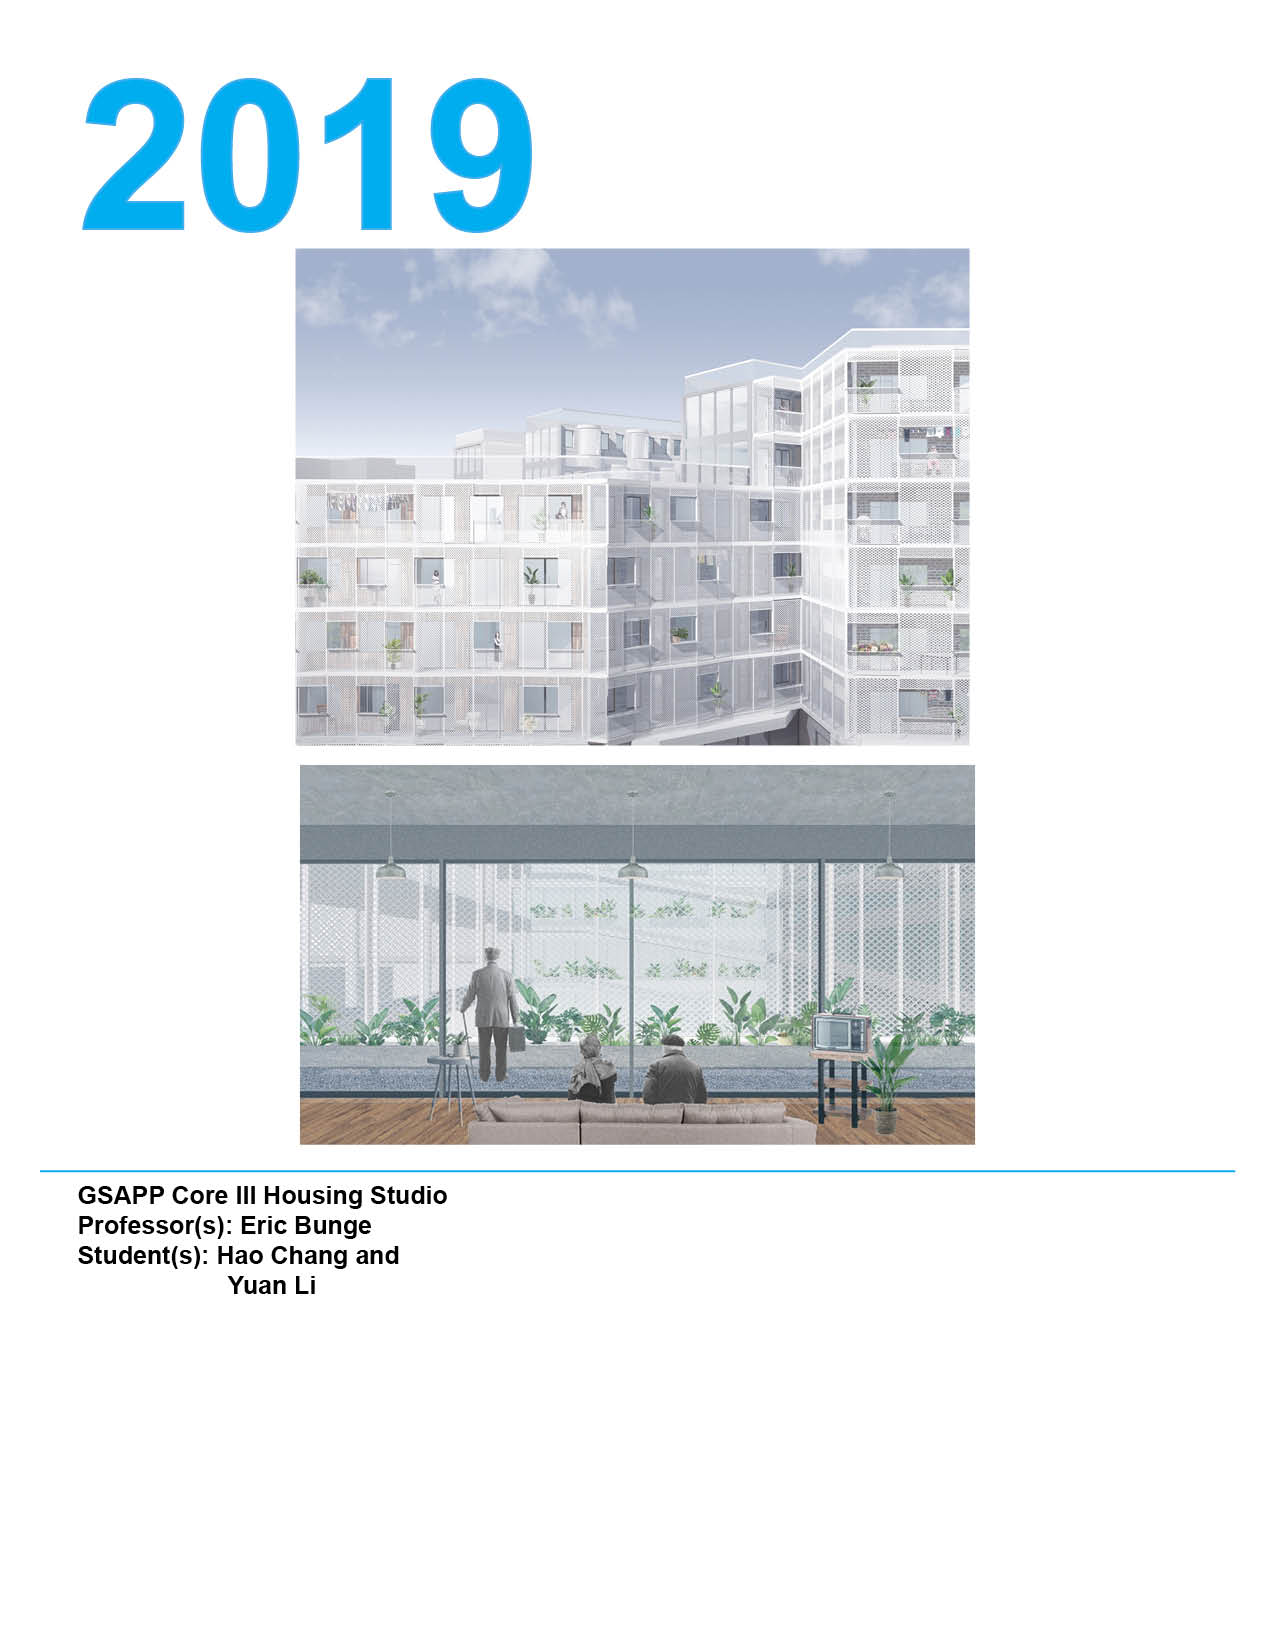 2019
GSAPP Core III Housing Studio
Professor(s): Eric Bunge
Student(s): Hao Chang and
Yuan Li